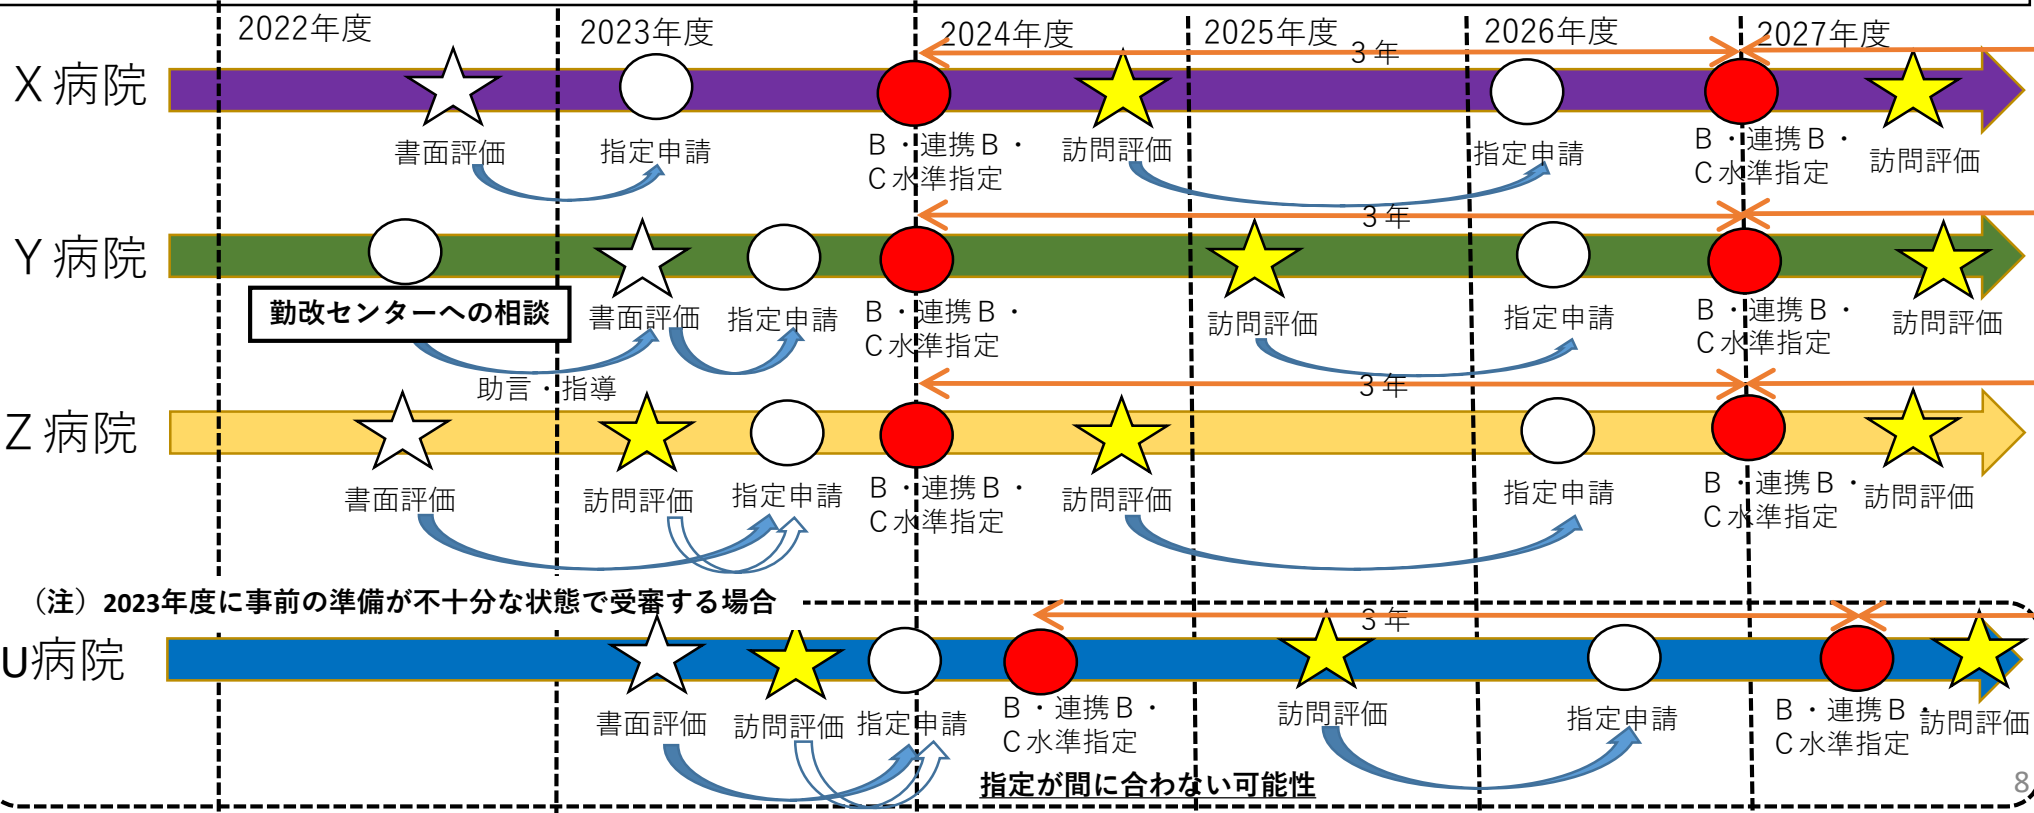 2022年度
2023年度
2024年度
2025年度
2026年度
2027年度
3年
X病院
書面評価
指定申請
B・連携B・
C水準指定
訪問評価
指定申請
B・連携B・
C水準指定
訪問評価
3年
Y病院
勤改センターへの相談
書面評価
指定申請
B・連携B・
C水準指定
訪問評価
指定申請
B・連携B・
C水準指定
訪問評価
助言・指導
3年
Z病院
書面評価
訪問評価
指定申請
B・連携B・
C水準指定
訪問評価
指定申請
B・連携B・
C水準指定
訪問評価
（注）2023年度に事前の準備が不十分な状態で受審する場合
3年
U病院
書面評価
訪問評価
指定申請
B・連携B・
C水準指定
訪問評価
指定申請
B・連携B・
C水準指定
訪問評価
指定が間に合わない可能性
8